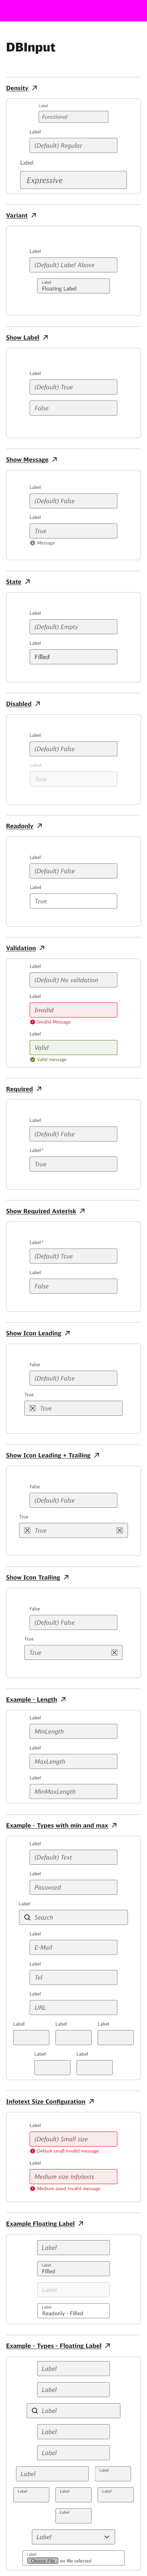 DBInput
Density
Label
Functional
Label
(Default) Regular
Label
Expressive
Variant
Label
(Default) Label Above
Label
Floating Label
Show Label
Label
(Default) True
False
Show Message
Label
(Default) False
Label
True
Message
State
Label
(Default) Empty
Label
Filled
Disabled
Label
(Default) False
Label
True
Readonly
Label
(Default) False
Label
True
Validation
Label
(Default) No validation
Label
Invalid
Invalid Message
Label
Valid
Valid message
Required
Label
(Default) False
Label*
True
Show Required Asterisk
Label*
(Default) True
Label
False
Show Icon Leading
False
(Default) False
True
True
Show Icon Leading + Trailing
False
(Default) False
True
True
Show Icon Trailing
False
(Default) False
True
True
Example - Length
Label
MinLength
Label
MaxLength
Label
MinMaxLength
Example - Types with min and max
Label
(Default) Text
Label
Password
Label
Search
Label
E-Mail
Label
Tel
Label
URL
Label Label Label
Label Label
Infotext Size Configuration
Label
(Default) Small size
Default small invalid message
Label
Medium size infotexts
Medium sized invalid message
Example Floating Label
Label
Label
Filled
Label
Label
Readonly - Filled
Example - Types - Floating Label
Label
Label
Label
Label
Label
Label Label
Label Label Label
Label
Label
Label
Choose File no file selected